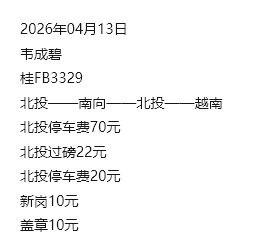 2026年04月13日
韦成碧
桂FB3329
北投——南向——北投——越南
北投停车费70元
北投过磅22元
北投停车费20元
新岗10元
盖章10元